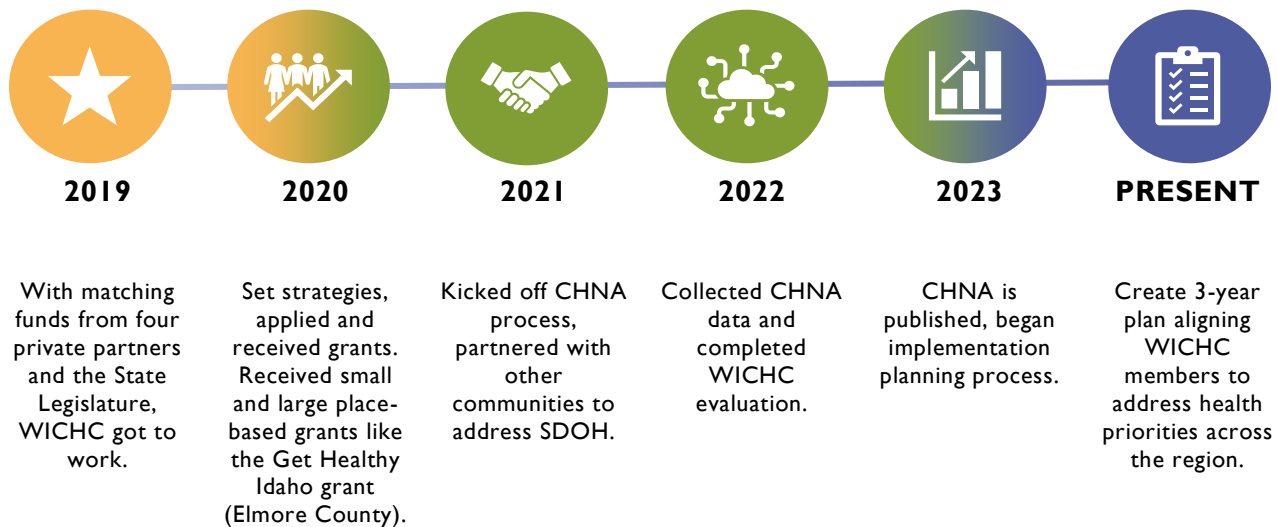 2019
With matching
funds from four
private partners
and the State
Legislature,
WICHC got to
work.
2020
Set strategies,
applied and
received grants.
Received small
and large place-
based grants like
the Get Healthy
Idaho grant
(Elmore County).
2021
Kicked off CHNA
process,
partnered with
other
communities to
address SDOH.
2022
Collected CHNA
data and
completed
WICHC
evaluation.
2023
CHNA is
published, began
implementation
planning process.
PRESENT
Create 3-year
plan aligning
WICHC
members to
address health
priorities across
the region.